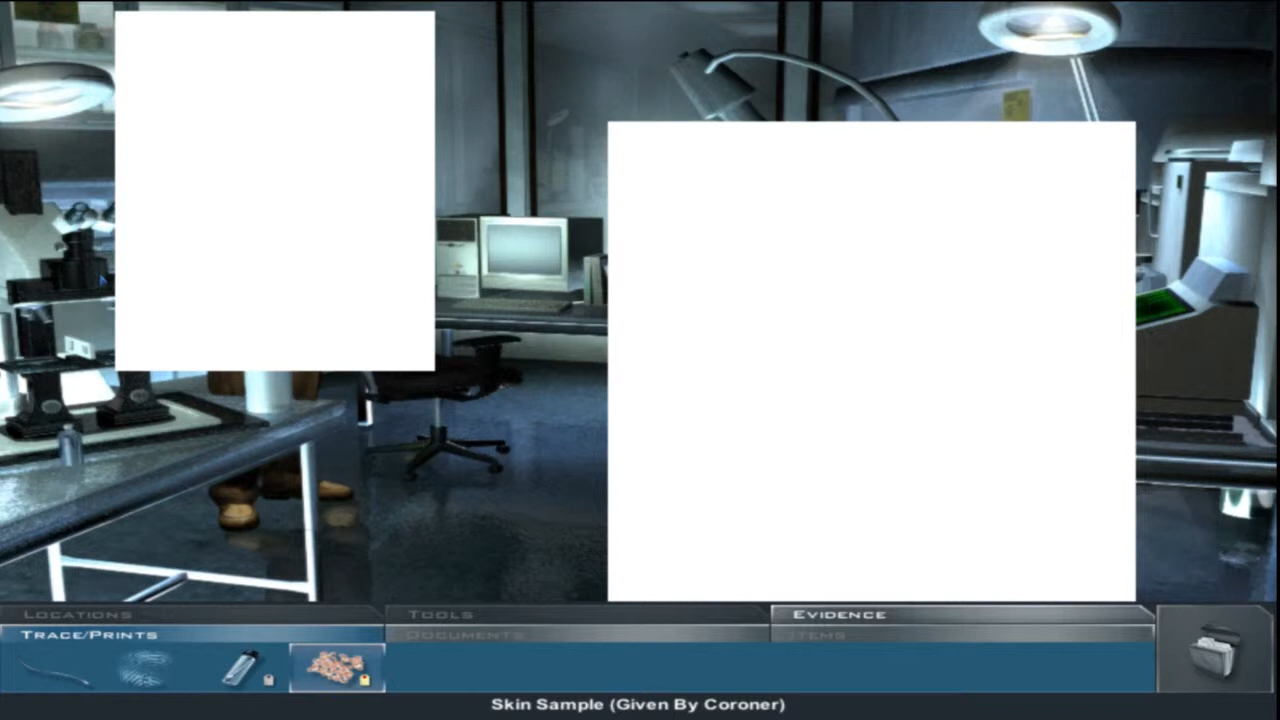 LOCATIONS
TOOLS
EVIDENCE
TRACE/PRINTS
DOCUMENTS
ITEMS
Skin Sample (Given By Coroner)